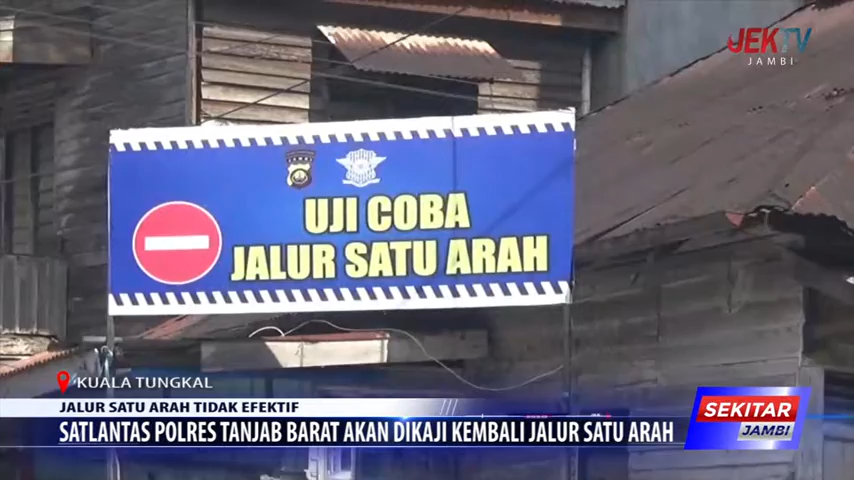 JEKTV
JAMBI
UJI COBA
JALUR SATU ARAH
KUALA TUNGKAL
JALUR SATU ARAH TIDAK EFEKTIF
SATLANTAS POLRES TANJAB BARAT AKAN DIKAJI KEMBALI JALUR SATU ARAH
SEKITAR
JAMBI